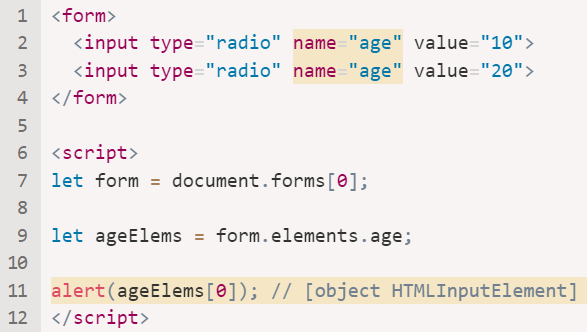 1 <form>
2   <input type="radio" name="age" value="10">
3   <input type="radio" name="age" value="20">
4 </form>
5
6 <script>
7 let form = document.forms[0];
8
9 let ageElems = form.elements.age;
10
11 alert(ageElems[0]); // [object HTMLInputElement]
12 </script>